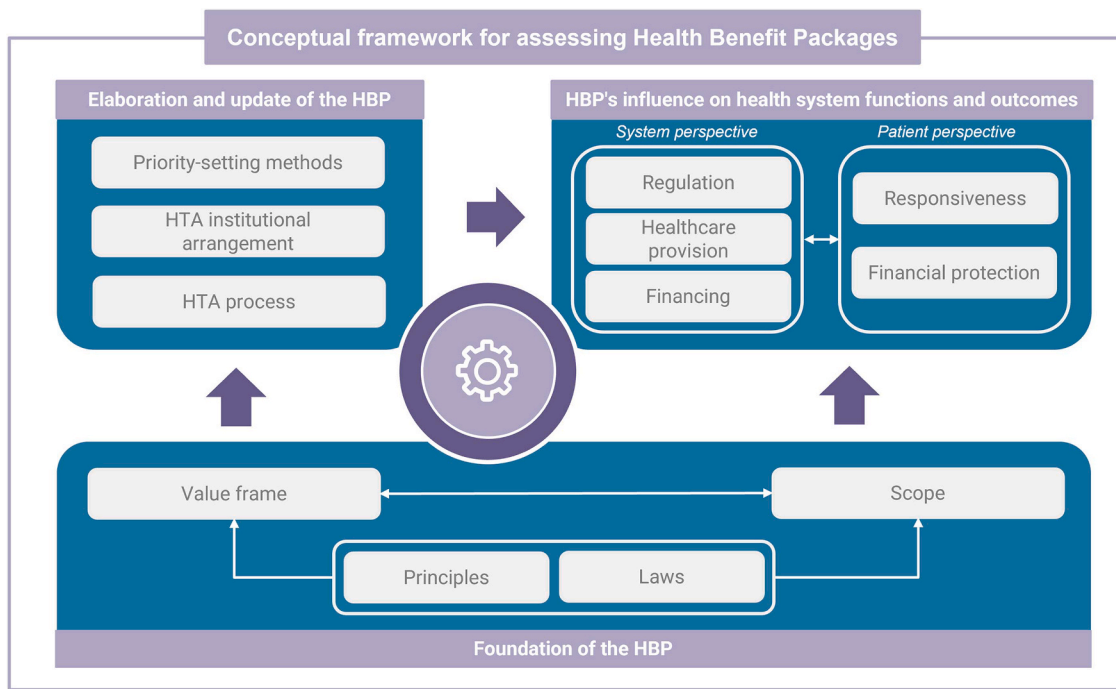 Conceptual framework for assessing Health Benefit Packages
Elaboration and update of the HBP
Priority-setting methods
HTA institutional
arrangement
HTA process
HBP's influence on health system functions and outcomes
System perspective
Regulation
Healthcare
provision
Financing
Patient perspective
Responsiveness
Financial protection
Value frame
Scope
Principles
Laws
Foundation of the HBP